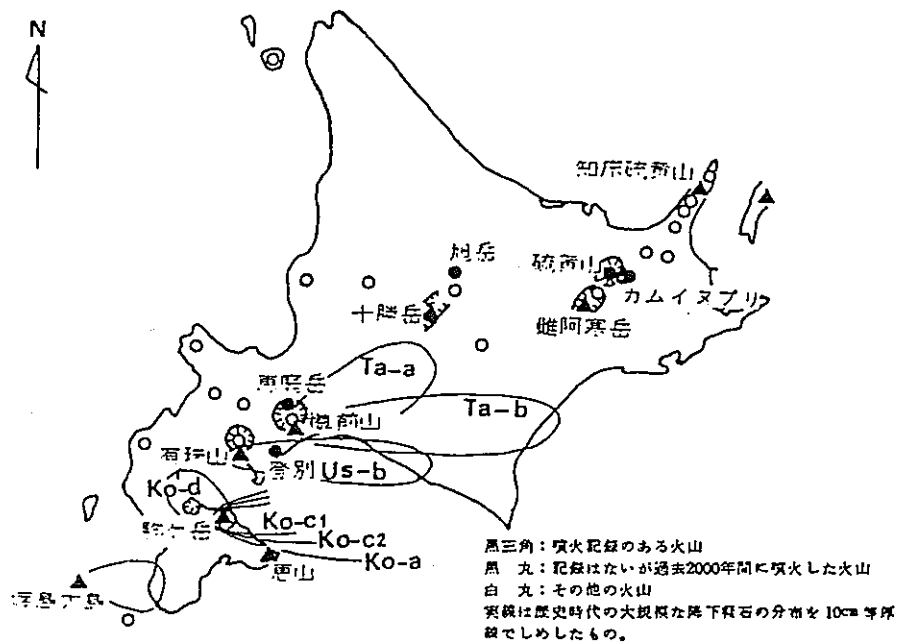 N
知床硫黄山
旭岳
硫黄山
カムイヌプリ
十勝岳
雌阿寒岳
恵庭岳
Ta-a
樽前山
Ta-b
有珠山
登別
Us-b
Ko-d
駒ケ岳
Ko-c1
Ko-c2
Ko-a
恵山
渡島大島
黒三角：噴火記録のある火山
黒　丸：記録はないが過去2000年間に噴火した火山
白　丸：その他の火山
実線は歴史時代の大規模な降下軽石の分布を10cm等厚
線でしめしたもの。